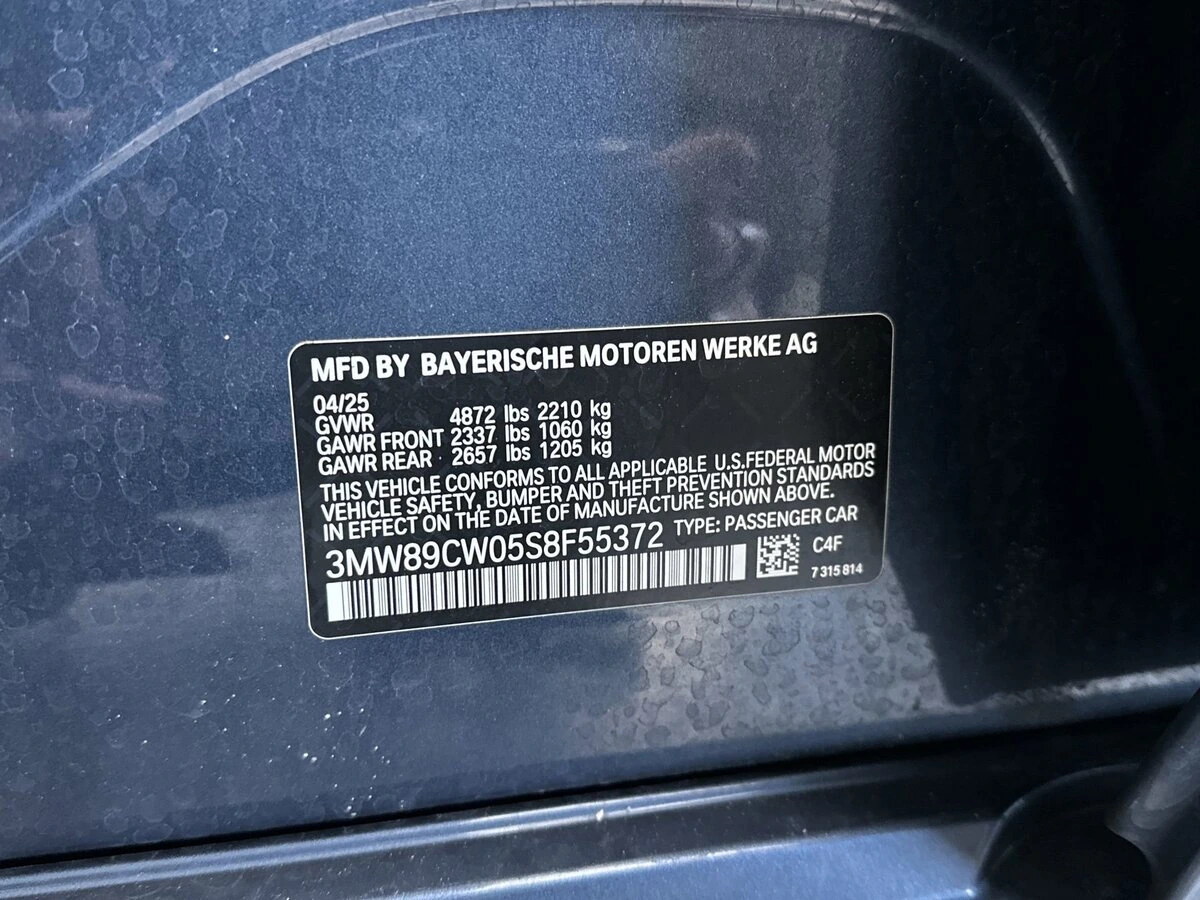 MFD BY BAYERISCHE MOTOREN WERKE AG
04/25
GVWR 4872 lbs 2210 kg
GAWR FRONT 2337 lbs 1060 kg
GAWR REAR 2657 lbs 1205 kg
THIS VEHICLE CONFORMS TO ALL APPLICABLE U.S.FEDERAL MOTOR
VEHICLE SAFETY, BUMPER AND THEFT PREVENTION STANDARDS
IN EFFECT ON THE DATE OF MANUFACTURE SHOWN ABOVE.
3MW89CW05S8F55372 TYPE: PASSENGER CAR
C4F
7 315 814